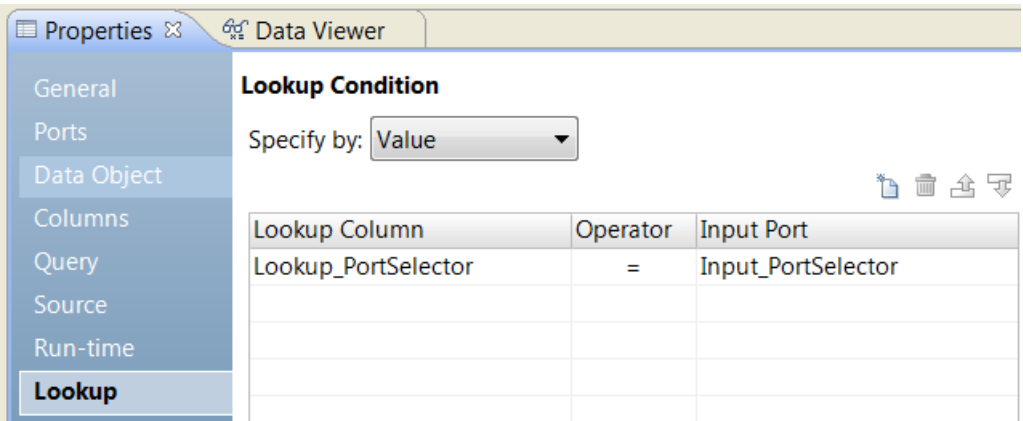 Properties Data Viewer
General
Ports
Data Object
Columns
Query
Source
Run-time
Lookup
Lookup Condition
Specify by: Value
Lookup Column Operator Input Port
Lookup_PortSelector = Input_PortSelector